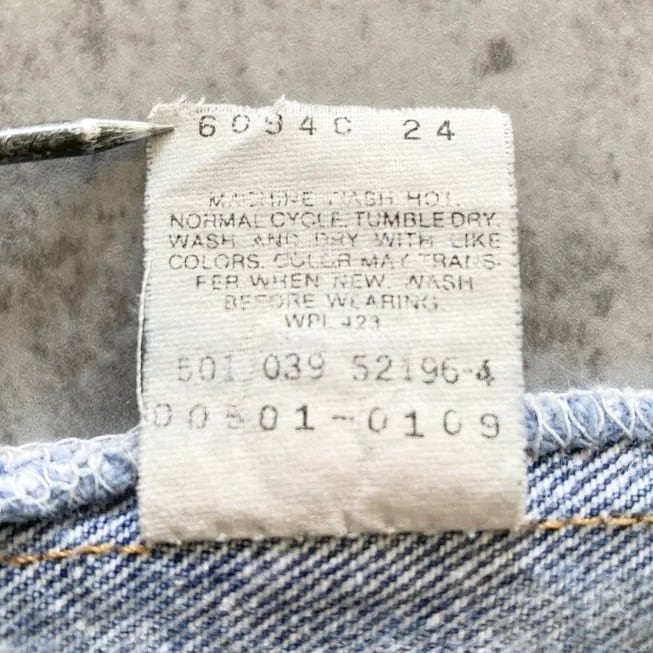 60940 24
MACHINE WASH HOT.
NORMAL CYCLE. TUMBLE DRY
WASH AND DRY WITH LIKE
COLORS. COLOR MAY TRANS-
FER WHEN NEW. WASH
BEFORE WEARING.
WPL 423
501 039 52196-4
00501-0109